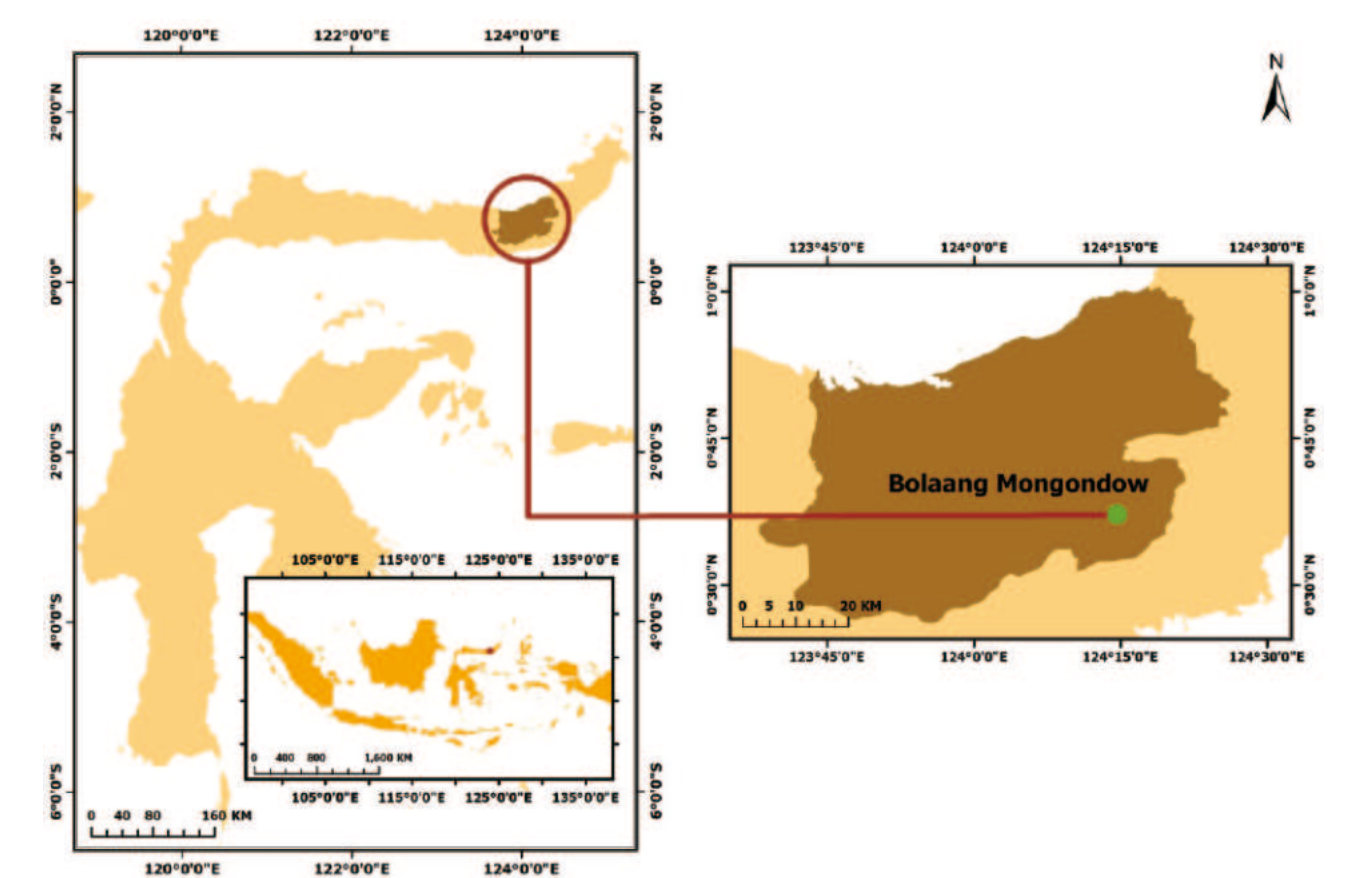 120°0'0"E 122°0'0"E 124°0'0"E
2°0'0"N
0°0'0"
2°0'0"S
4°0'0"S
6°0'0"S
2°0'0"N
0°0'0"
2°0'0"S
4°0'0"S
6°0'0"S
105°0'0"E 115°0'0"E 125°0'0"E 135°0'0"E
0 400 800 1,600 KM
105°0'0"E 115°0'0"E 125°0'0"E 135°0'0"E
0 40 80 160 KM
120°0'0"E 122°0'0"E 124°0'0"E
N
123°45'0"E 124°0'0"E 124°15'0"E 124°30'0"E
1°0'0"N
0°45'0"N
0°30'0"N
Bolaang Mongondow
0 5 10 20 KM
1°0'0"N
0°45'0"N
0°30'0"N
123°45'0"E 124°0'0"E 124°15'0"E 124°30'0"E